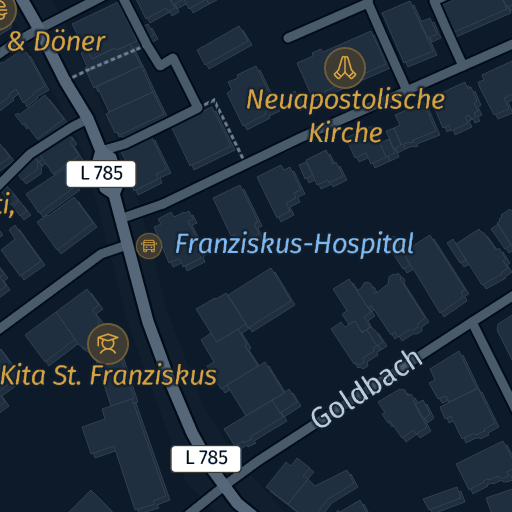 & Döner
Neuapostolische
Kirche
L 785
Franziskus-Hospital
Kita St. Franziskus
Goldbach
L 785